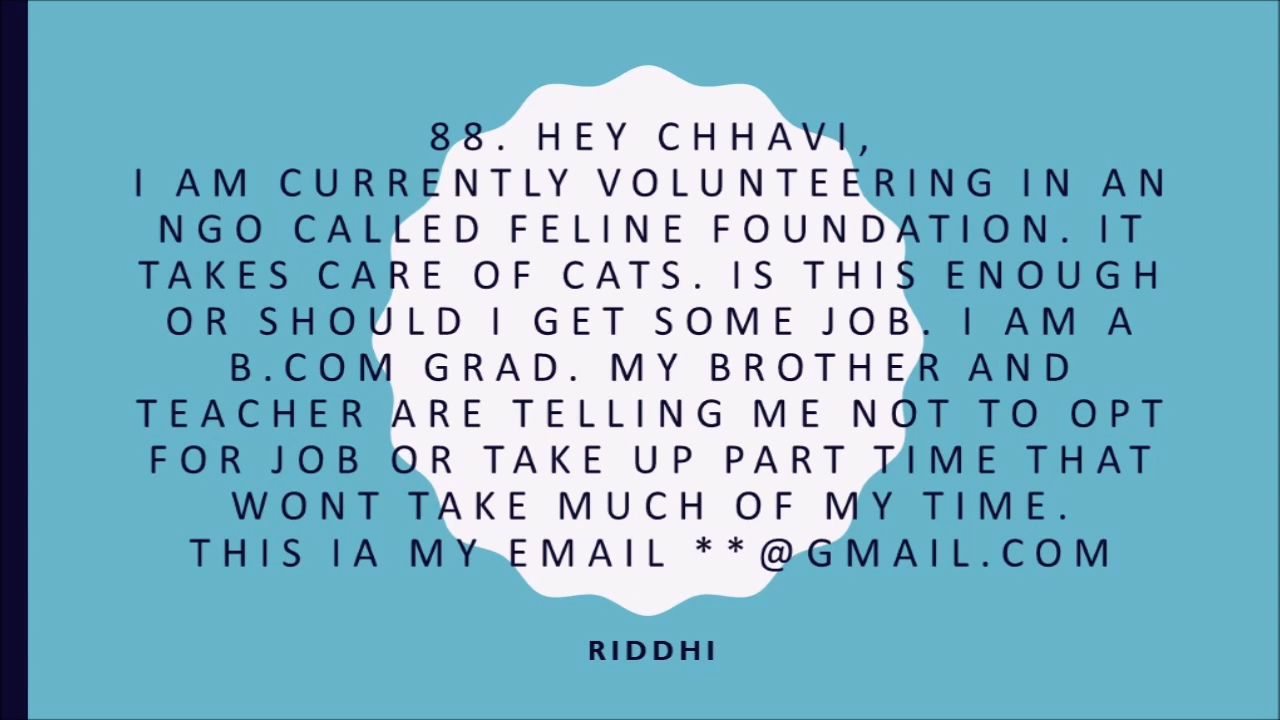 88. HEY CHHAVI,
I AM CURRENTLY VOLUNTEERING IN AN
NGO CALLED FELINE FOUNDATION. IT
TAKES CARE OF CATS. IS THIS ENOUGH
OR SHOULD I GET SOME JOB. I AM A
B.COM GRAD. MY BROTHER AND
TEACHER ARE TELLING ME NOT TO OPT
FOR JOB OR TAKE UP PART TIME THAT
WONT TAKE MUCH OF MY TIME.
THIS IA MY EMAIL **@GMAIL.COM
RIDDHI